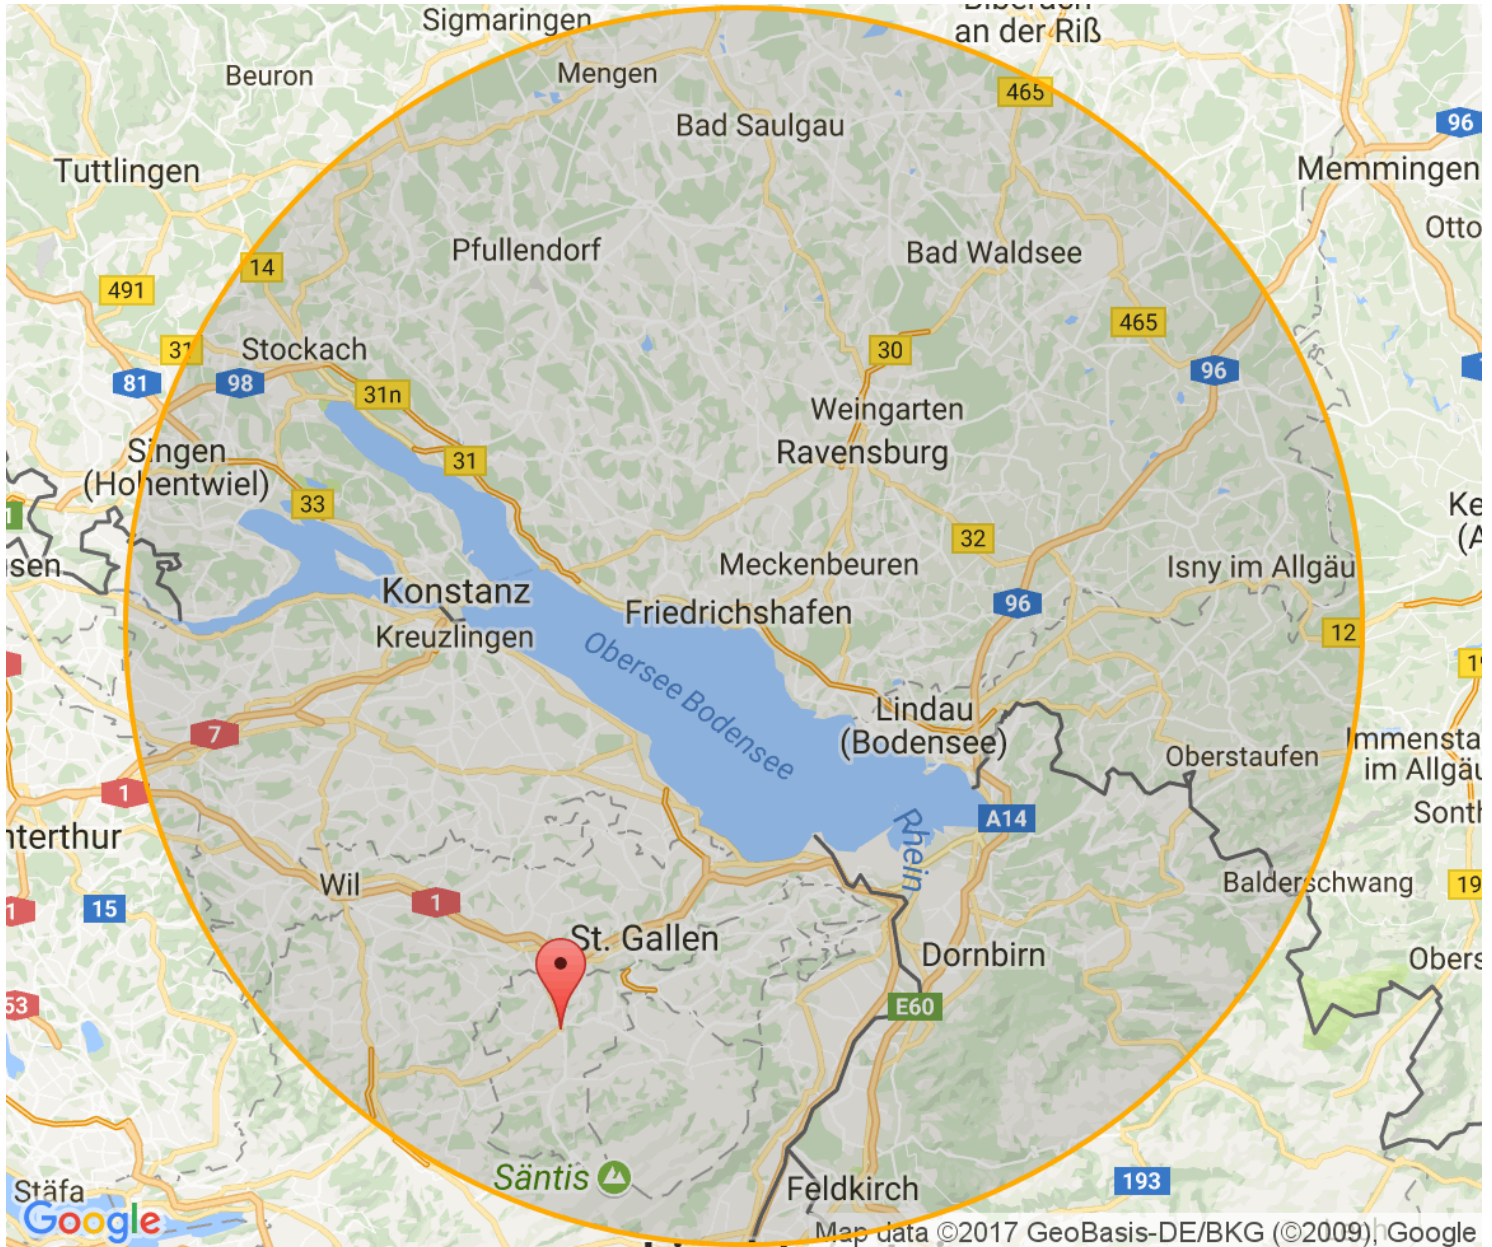 Sigmaringen
an der Riß
Beuron
Mengen
465
Bad Saulgau
96
Tuttlingen
Memmingen
Otto
Pfullendorf
Bad Waldsee
14
491
465
31
Stockach
30
81
98
31n
96
Weingarten
Singen
(Hohentwiel)
31
Ravensburg
33
32
Meckenbeuren
Isny im Allgäu
Konstanz
96
Friedrichshafen
Kreuzlingen
12
Obersee Bodensee
Lindau
(Bodensee)
7
Oberstaufen
Immensta
im Allgäu
1
A14
Sonth
Rhein
nterthur
Wil
Balderschwang
1
15
19
1
St. Gallen
Dornbirn
Obers
53
E60
Säntis
193
Stäfa
Feldkirch
Google
Map data ©2017 GeoBasis-DE/BKG (©2009), Google